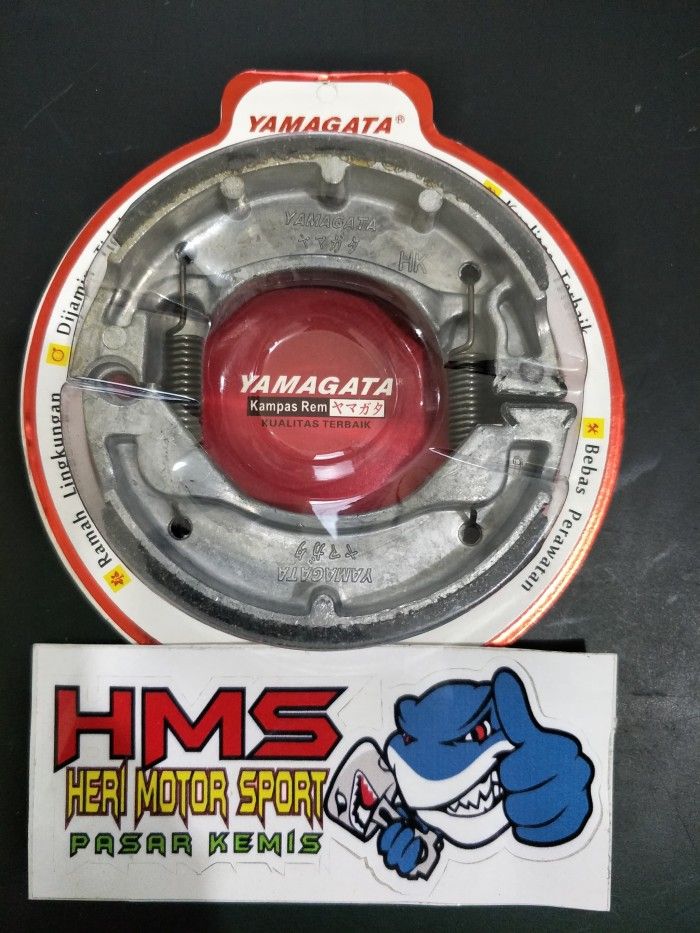 YAMAGATA®
YAMAGATA
ヤマガタ
HK
Dijamin
Kualitas Terbaik
Ramah Lingkungan
Bebas Perawatan
YAMAGATA
Kampas Rem ヤマガタ
KUALITAS TERBAIK
YAMAGATA
ヤマガタ
HMS
HERI MOTOR SPORT
PASAR KEMIS